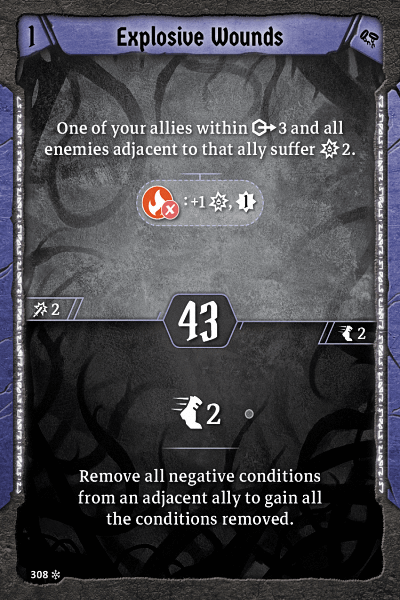 1
Explosive Wounds
One of your allies within 3 and all
enemies adjacent to that ally suffer 2.
X :+1 , 1
2
43
2
2
Remove all negative conditions
from an adjacent ally to gain all
the conditions removed.
308